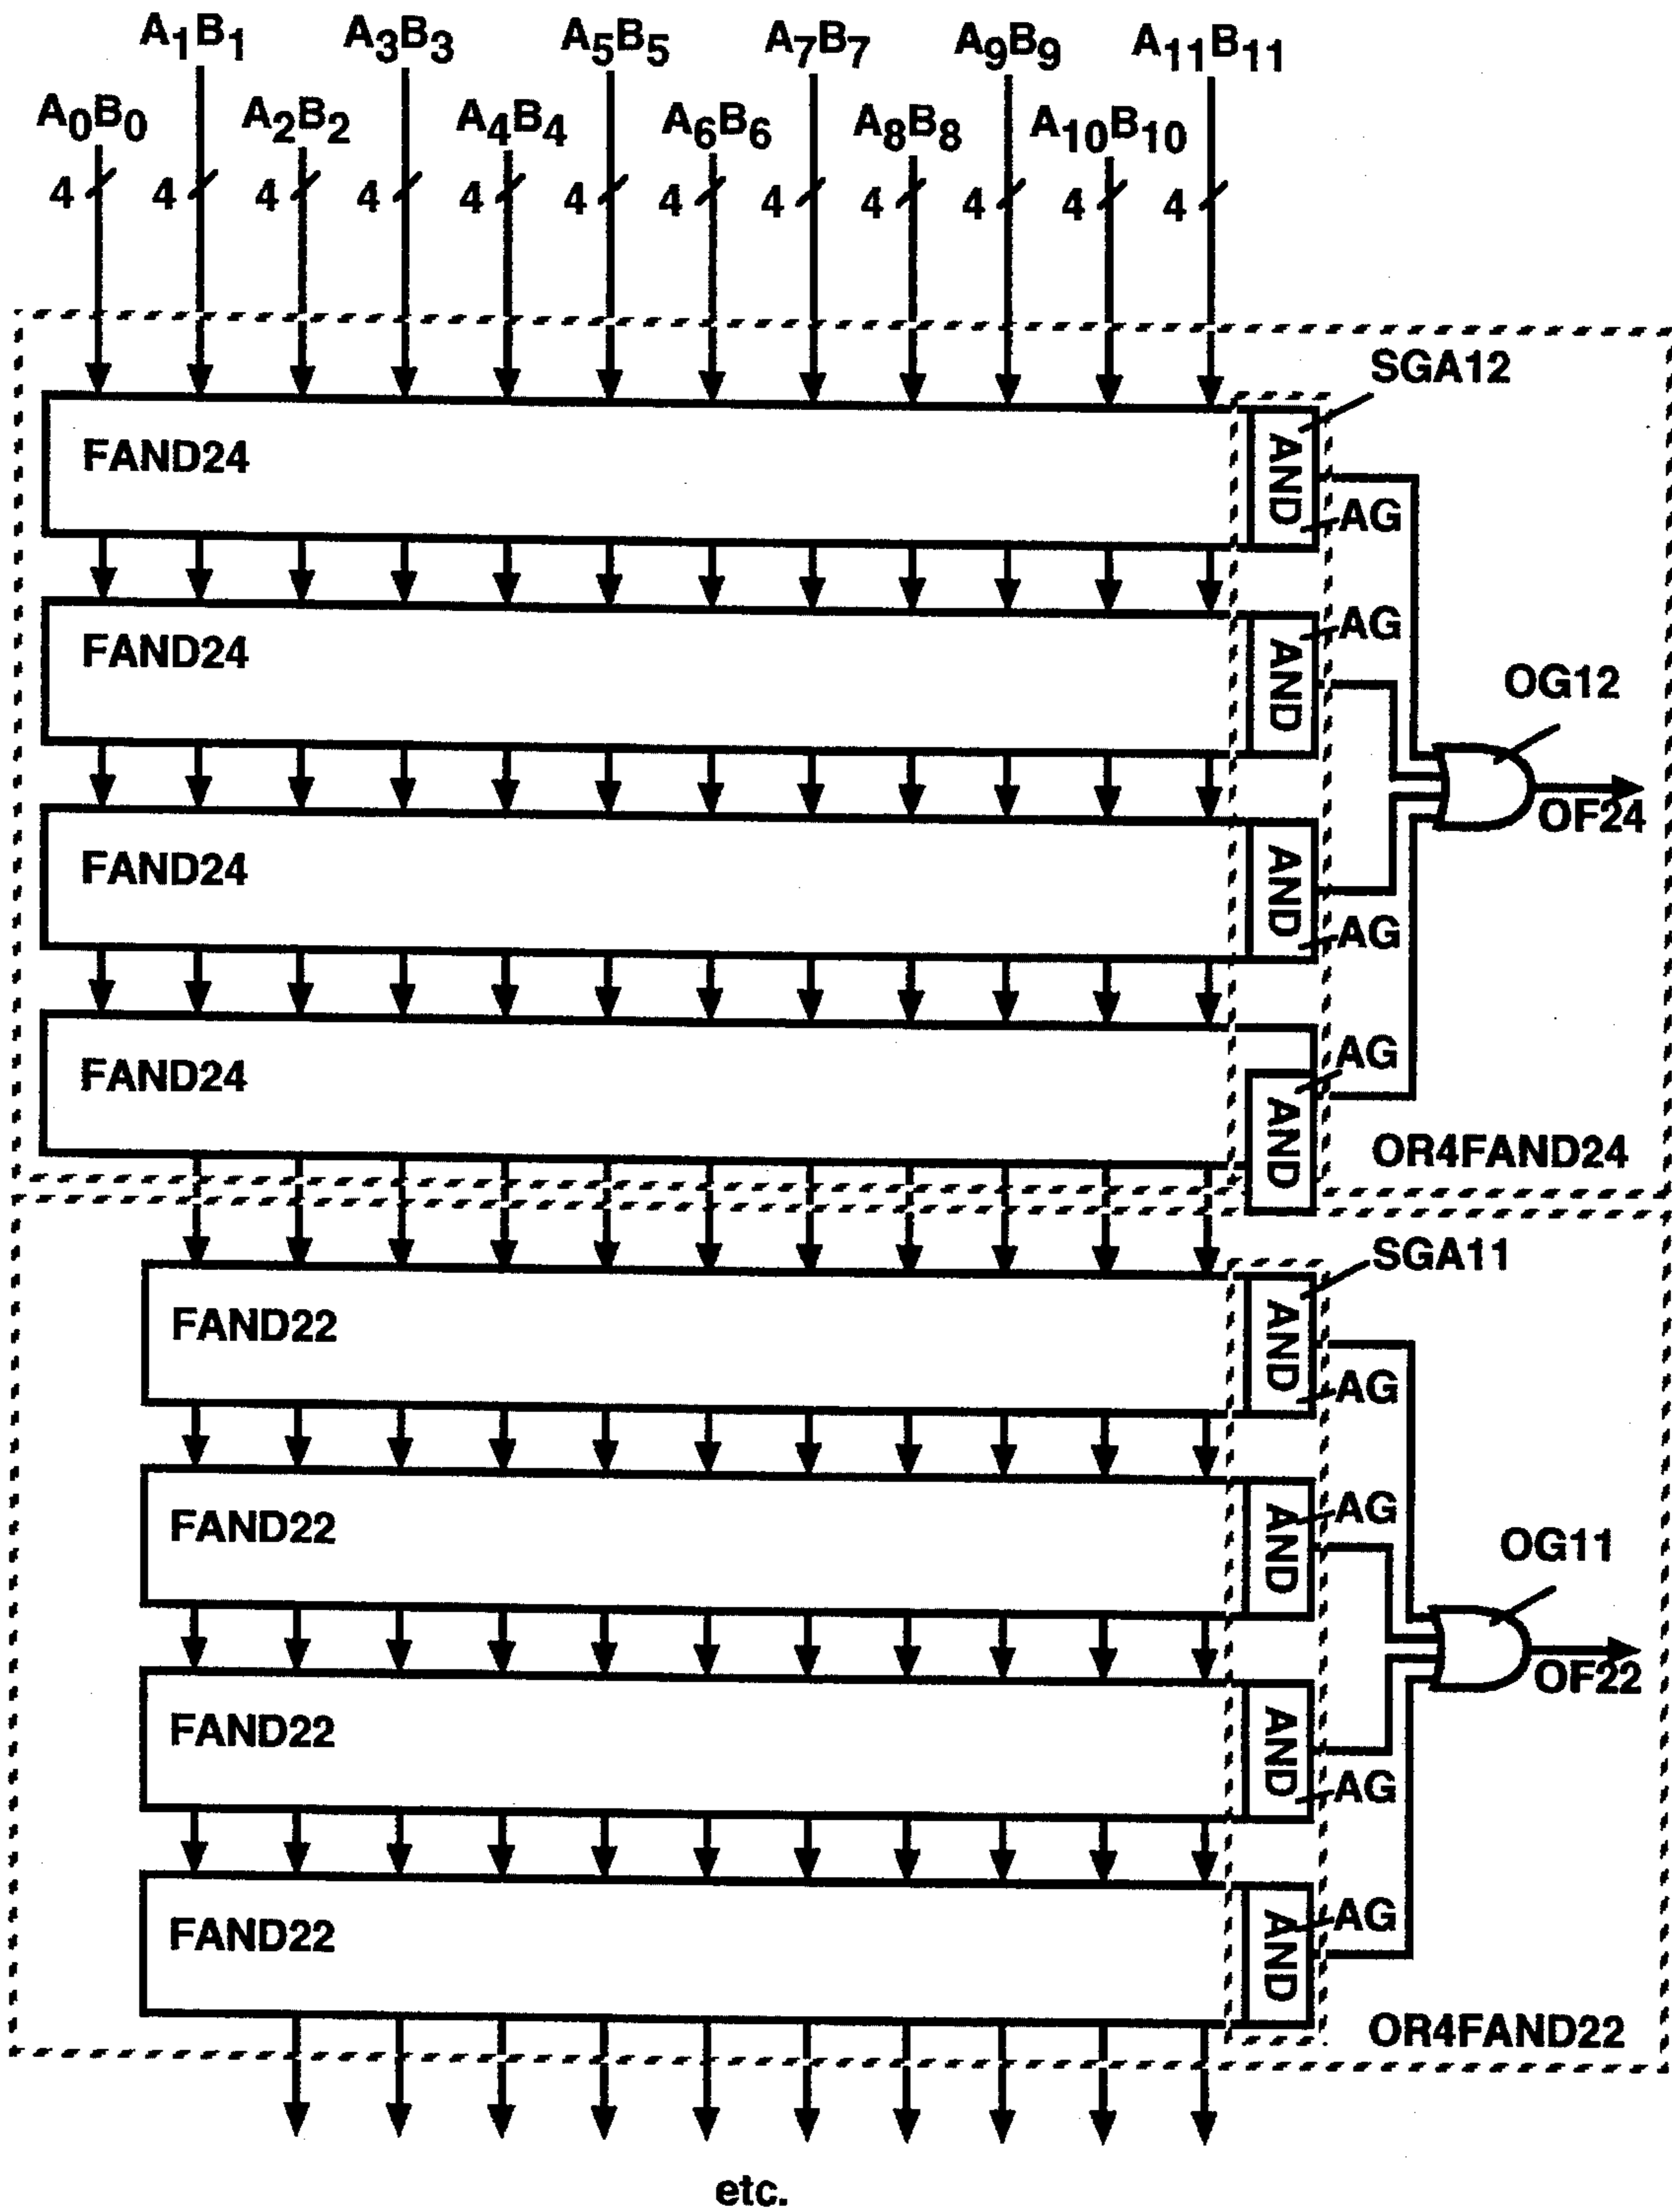 A1B1 A3B3 A5B5 A7B7 A9B9 A11B11
A0B0 A2B2 A4B4 A6B6 A8B8 A10B10
4 4 4 4 4 4 4 4 4 4 4 4
SGA12
FAND24 AND
AG
AG
FAND24 AND
OG12
OF24
FAND24 AND
AG
AG
FAND24 AND
OR4FAND24
SGA11
FAND22 AND
AG
AG
FAND22 AND
OG11
OF22
FAND22 AND
AG
AG
FAND22 AND
OR4FAND22
etc.